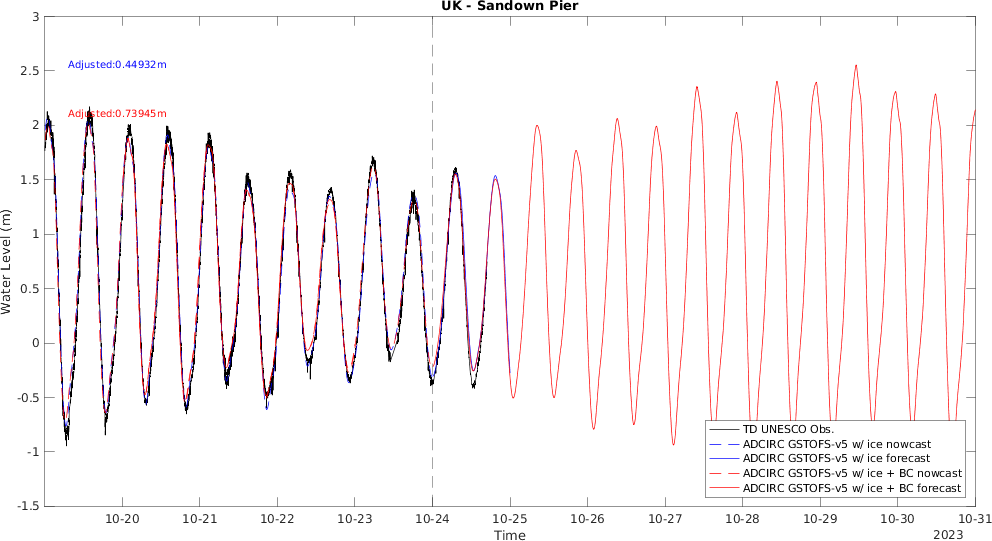 UK - Sandown Pier
Adjusted:0.44932m
Adjusted:0.73945m
Water Level (m)
3
2.5
2
1.5
1
0.5
0
-0.5
-1
-1.5
TD UNESCO Obs.
ADCIRC GSTOFS-v5 w/ ice nowcast
ADCIRC GSTOFS-v5 w/ ice forecast
ADCIRC GSTOFS-v5 w/ ice + BC nowcast
ADCIRC GSTOFS-v5 w/ ice + BC forecast
10-20 10-21 10-22 10-23 10-24 10-25 10-26 10-27 10-28 10-29 10-30 10-31
Time
2023